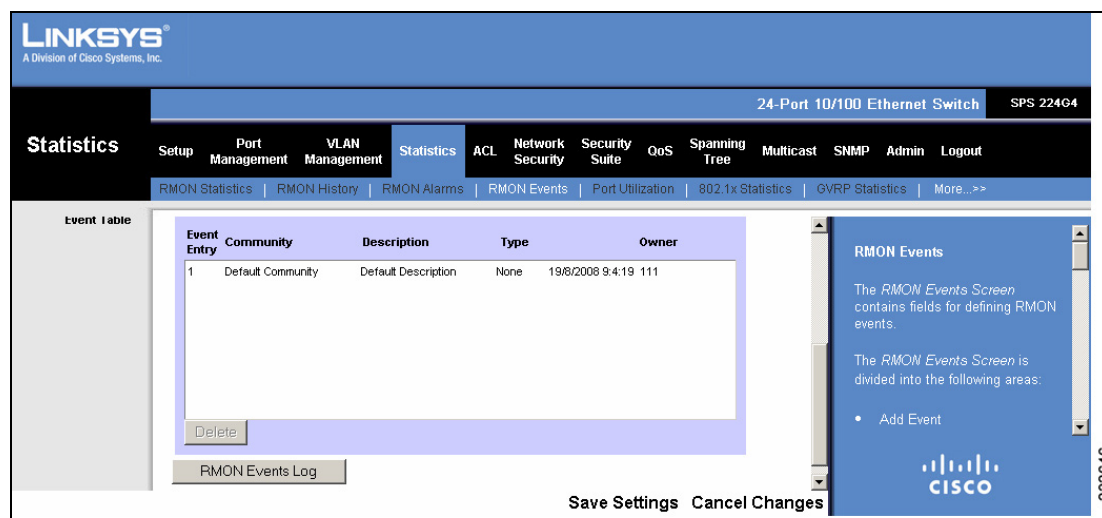 LINKSYS®
A Division of Cisco Systems, Inc.
24-Port 10/100 Ethernet Switch SPS 224G4
Statistics
Setup Port Management VLAN Management Statistics ACL Network Security Security Suite QoS Spanning Tree Multicast SNMP Admin Logout
RMON Statistics | RMON History | RMON Alarms | RMON Events | Port Utilization | 802.1x Statistics | GVRP Statistics | More...>>
Event Table
Event Entry Community Description Type Owner
1 Default Community Default Description None 19/8/2008 9:4:19 111
Delete
RMON Events Log
RMON Events
The RMON Events Screen
contains fields for defining RMON
events.
The RMON Events Screen is
divided into the following areas:
• Add Event
CISCO
Save Settings Cancel Changes